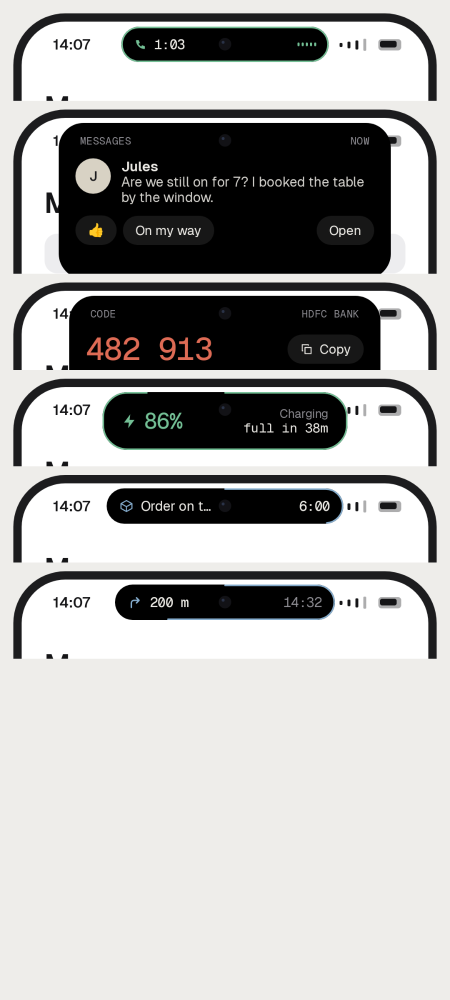 14:07 1:03
MESSAGES NOW
J Jules
Are we still on for 7? I booked the table
by the window.
👍 On my way Open
CODE HDFC BANK
482 913 Copy
14:07 86% Charging
full in 38m
14:07 Order on t… 6:00
14:07 200 m 14:32